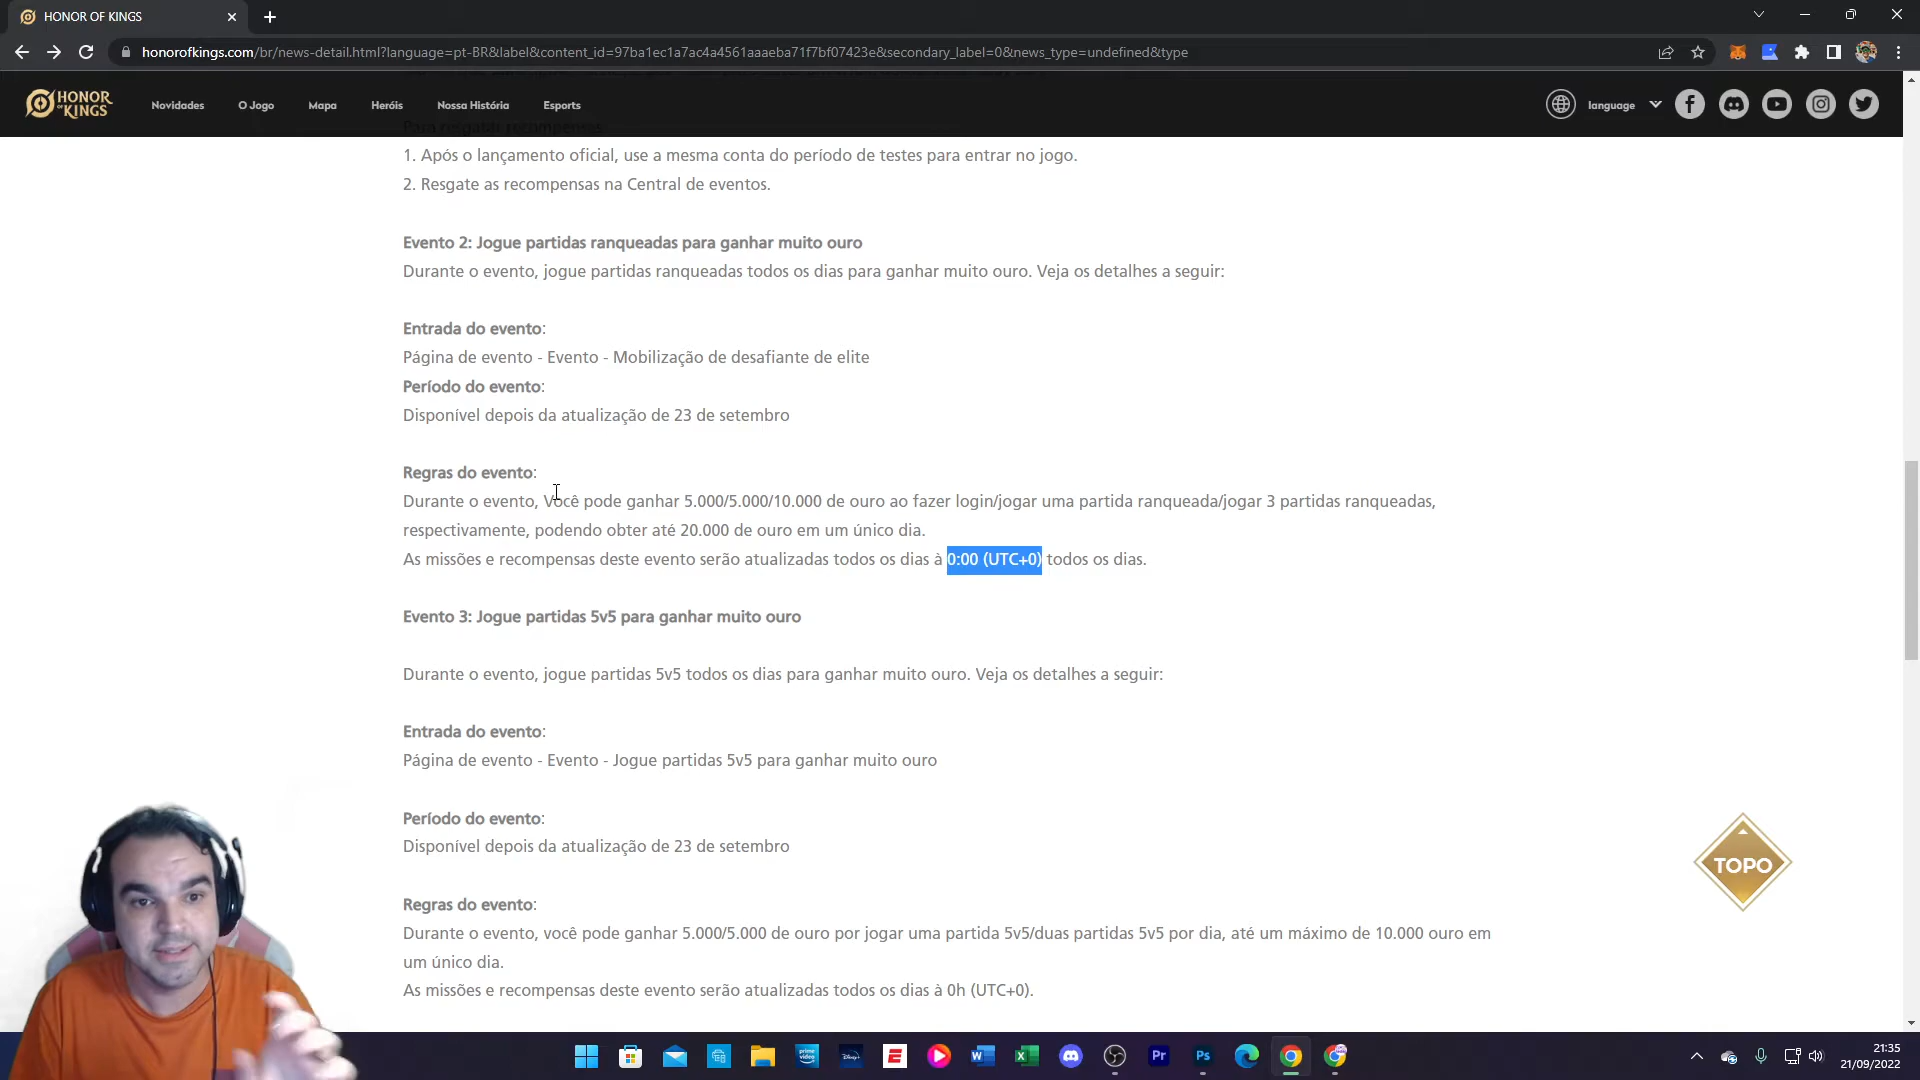 HONOR OF KINGS
honorofkings.com/br/news-detail.html?language=pt-BR&label&content_id=97ba1ec1a7ac4a4561aaaeba71f7bf07423e&secondary_label=0&news_type=undefined&type
HONOR OF KINGS
Novidades O Jogo Mapa Heróis Nossa História Esports language
Para resgatar recompensas:
1. Após o lançamento oficial, use a mesma conta do período de testes para entrar no jogo.
2. Resgate as recompensas na Central de eventos.
Evento 2: Jogue partidas ranqueadas para ganhar muito ouro
Durante o evento, jogue partidas ranqueadas todos os dias para ganhar muito ouro. Veja os detalhes a seguir:
Entrada do evento:
Página de evento - Evento - Mobilização de desafiante de elite
Período do evento:
Disponível depois da atualização de 23 de setembro
Regras do evento:
Durante o evento, Você pode ganhar 5.000/5.000/10.000 de ouro ao fazer login/jogar uma partida ranqueada/jogar 3 partidas ranqueadas,
respectivamente, podendo obter até 20.000 de ouro em um único dia.
As missões e recompensas deste evento serão atualizadas todos os dias à 0:00 (UTC+0) todos os dias.
Evento 3: Jogue partidas 5v5 para ganhar muito ouro
Durante o evento, jogue partidas 5v5 todos os dias para ganhar muito ouro. Veja os detalhes a seguir:
Entrada do evento:
Página de evento - Evento - Jogue partidas 5v5 para ganhar muito ouro
Período do evento:
Disponível depois da atualização de 23 de setembro
TOPO
Regras do evento:
Durante o evento, você pode ganhar 5.000/5.000 de ouro por jogar uma partida 5v5/duas partidas 5v5 por dia, até um máximo de 10.000 ouro em
um único dia.
As missões e recompensas deste evento serão atualizadas todos os dias à 0h (UTC+0).
prime video
Disney+
E
W
X
Pr
Ps
21:35
21/09/2022